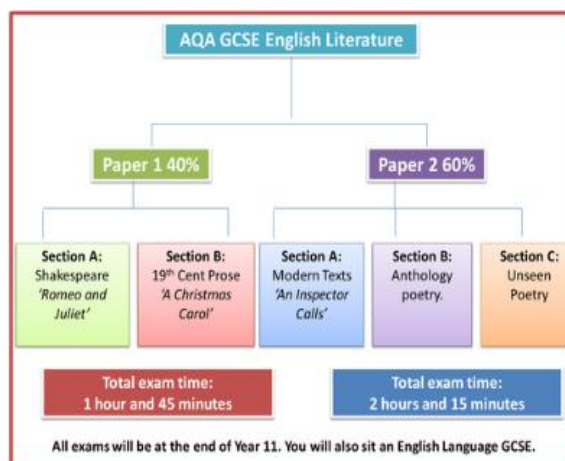 AQA GCSE English Literature
Paper 1 40%
Paper 2 60%
Section A:
Shakespeare
'Romeo and
Juliet'
Section B:
19th Cent Prose
'A Christmas
Carol'
Section A:
Modern Texts
'An Inspector
Calls'
Section B:
Anthology
poetry.
Section C:
Unseen
Poetry
Total exam time:
1 hour and 45 minutes
Total exam time:
2 hours and 15 minutes
All exams will be at the end of Year 11. You will also sit an English Language GCSE.